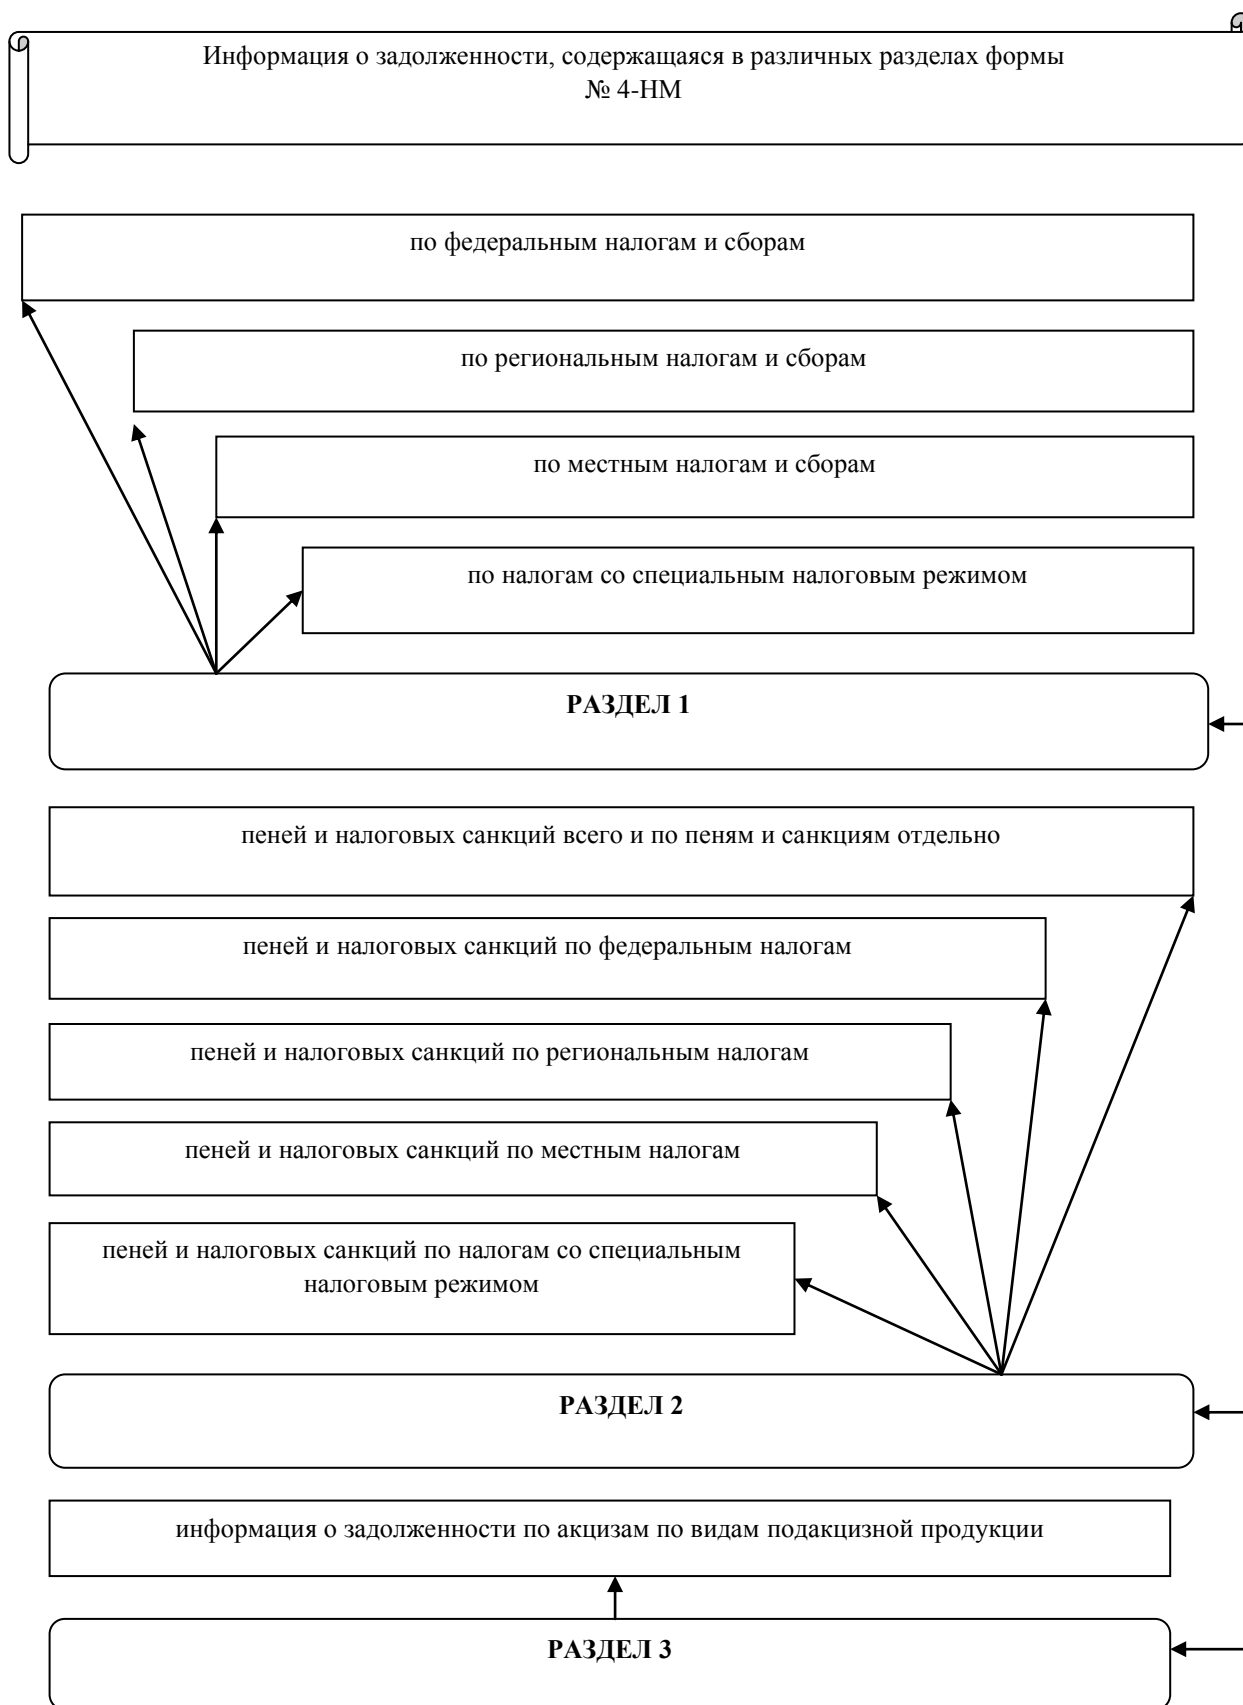 Информация о задолженности, содержащаяся в различных разделах формы
№ 4-НМ
по федеральным налогам и сборам
по региональным налогам и сборам
по местным налогам и сборам
по налогам со специальным налоговым режимом
РАЗДЕЛ 1
пеней и налоговых санкций всего и по пеням и санкциям отдельно
пеней и налоговых санкций по федеральным налогам
пеней и налоговых санкций по региональным налогам
пеней и налоговых санкций по местным налогам
пеней и налоговых санкций по налогам со специальным
налоговым режимом
РАЗДЕЛ 2
информация о задолженности по акцизам по видам подакцизной продукции
РАЗДЕЛ 3